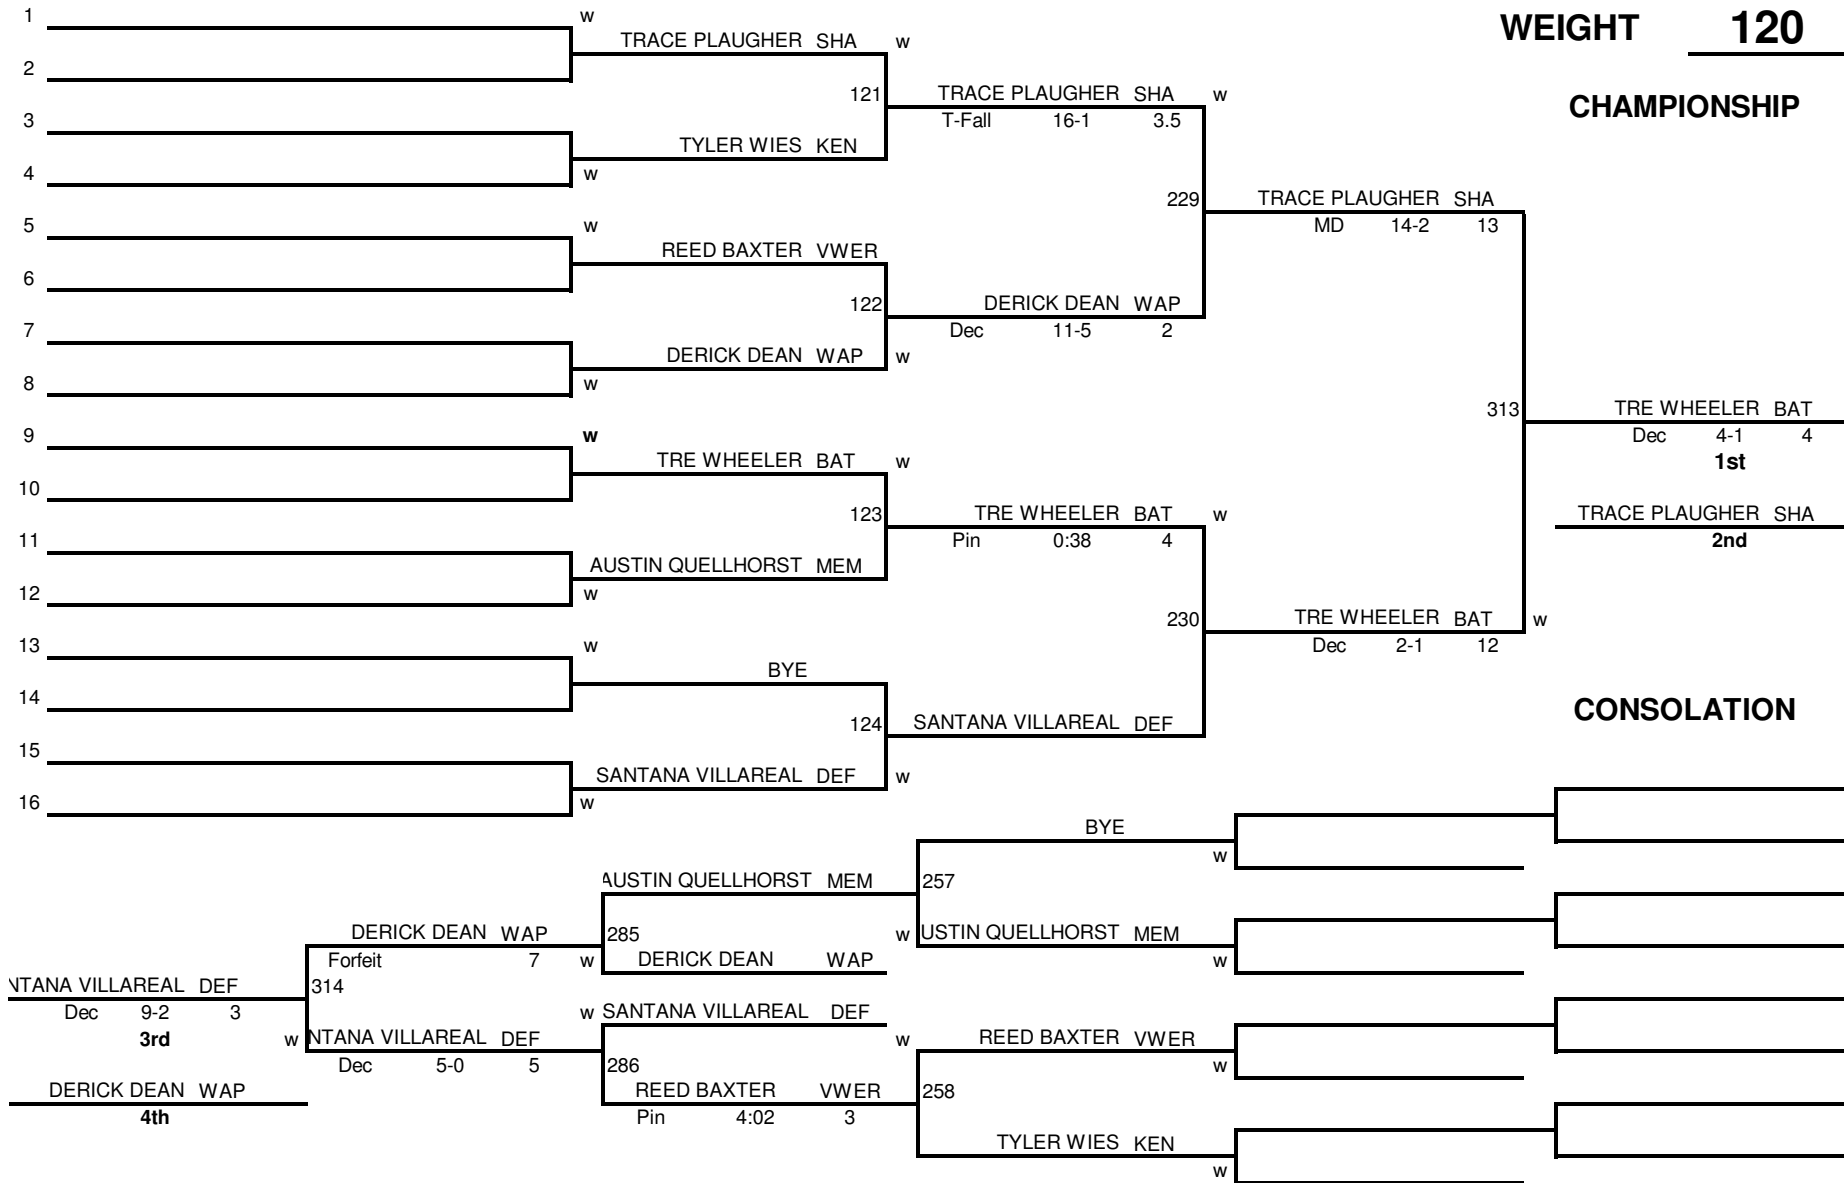 WEIGHT 120
CHAMPIONSHIP
1 w
TRACE PLAUGHER SHA w
2
121 TRACE PLAUGHER SHA w
T-Fall 16-1 3.5
3
TYLER WIES KEN
4 w
229 TRACE PLAUGHER SHA
MD 14-2 13
5 w
REED BAXTER VWER
6
122 DERICK DEAN WAP
Dec 11-5 2
7
DERICK DEAN WAP w
8 w
313 TRE WHEELER BAT
Dec 4-1 4
1st
9 w
TRE WHEELER BAT w
10
123 TRE WHEELER BAT w
Pin 0:38 4
TRACE PLAUGHER SHA
2nd
11
AUSTIN QUELLHORST MEM
12 w
230 TRE WHEELER BAT w
Dec 2-1 12
13 w
BYE
14
124 SANTANA VILLAREAL DEF
CONSOLATION
15
SANTANA VILLAREAL DEF w
16 w
BYE
w
AUSTIN QUELLHORST MEM 257
DERICK DEAN WAP 285 w USTIN QUELLHORST MEM
Forfeit 7 w DERICK DEAN WAP w
NTANA VILLAREAL DEF 314
Dec 9-2 3 w SANTANA VILLAREAL DEF
3rd w NTANA VILLAREAL DEF w REED BAXTER VWER
Dec 5-0 5 286 w
DERICK DEAN WAP REED BAXTER VWER 258
4th Pin 4:02 3
TYLER WIES KEN
w